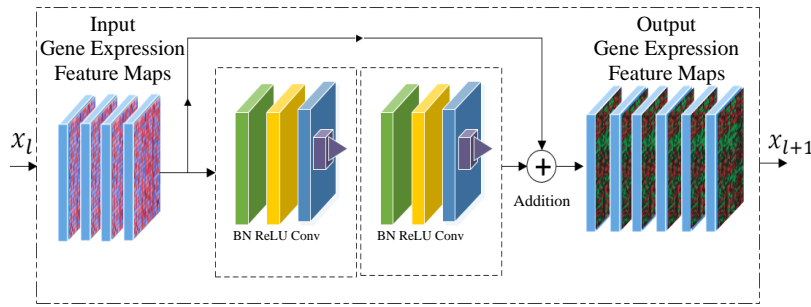 Input
Gene Expression
Feature Maps
x_l
BN ReLU Conv
BN ReLU Conv
+
Addition
Output
Gene Expression
Feature Maps
x_{l+1}